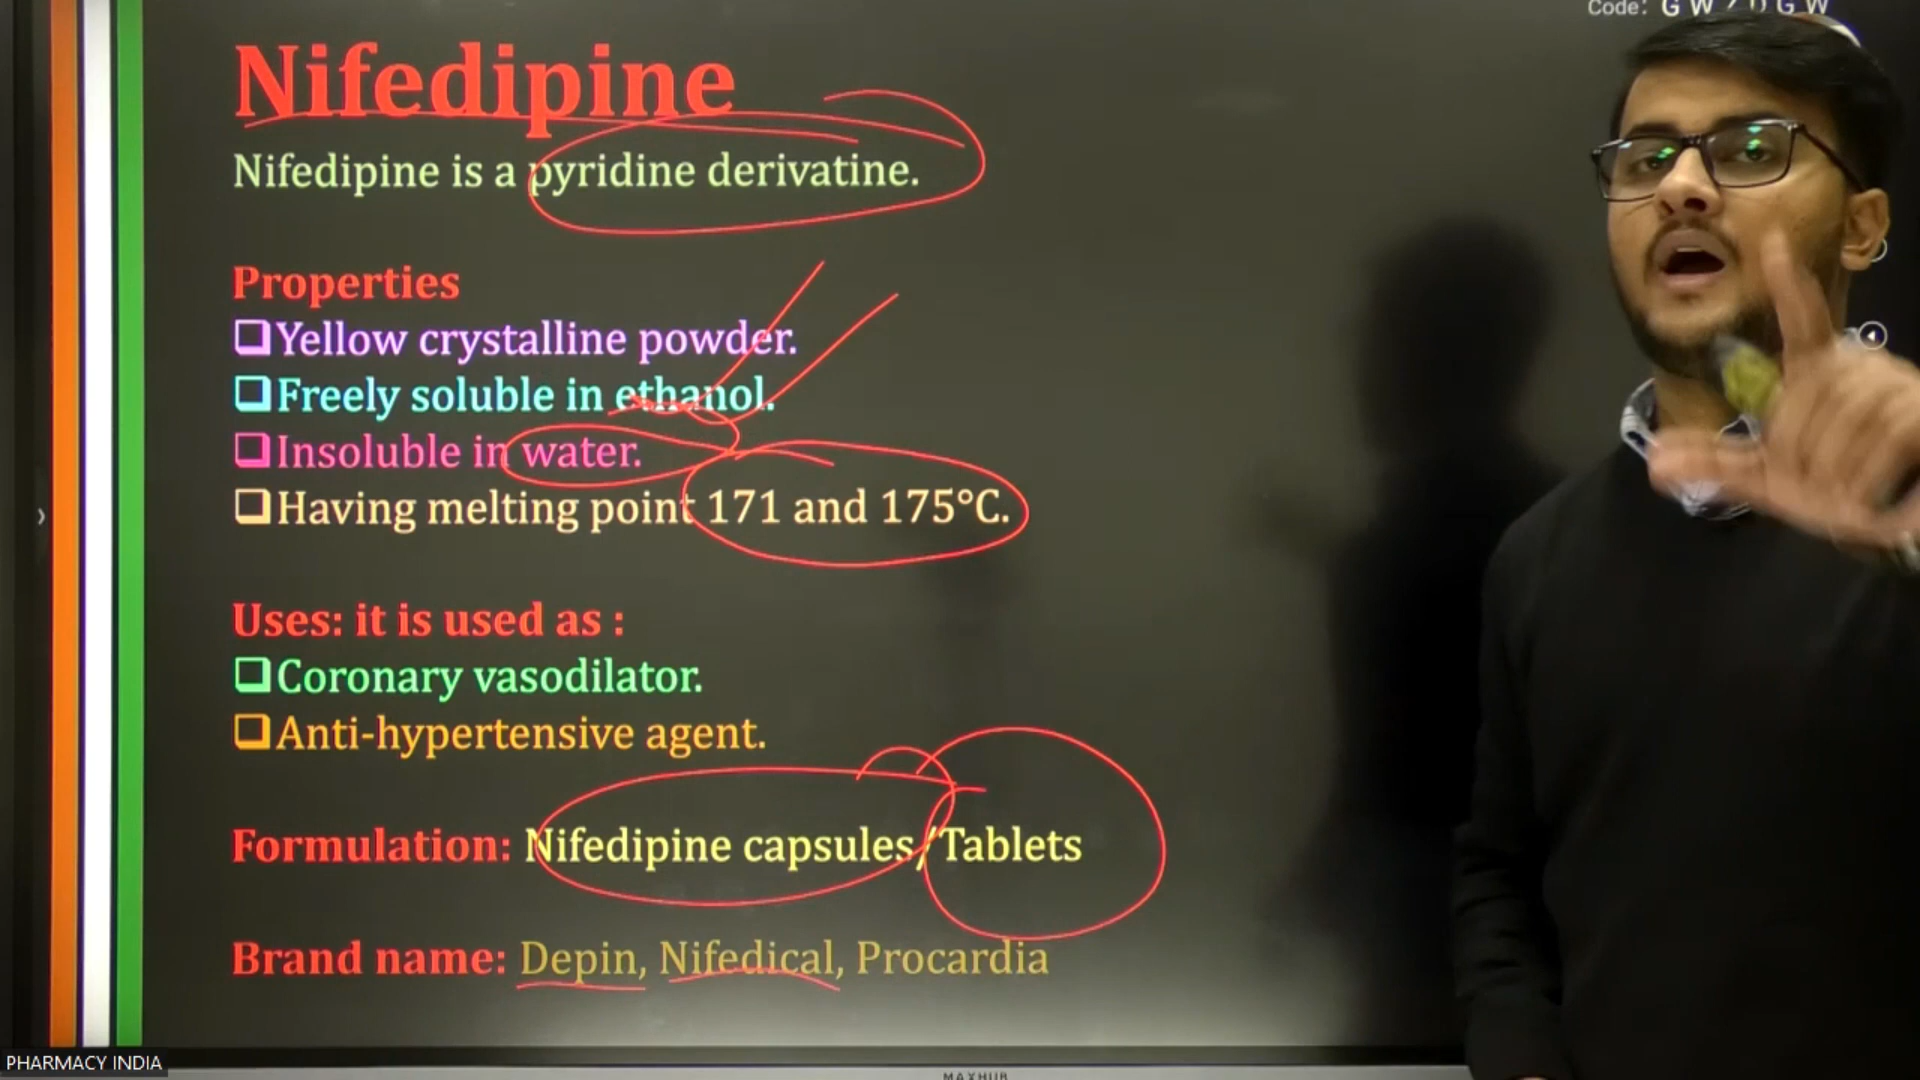 Code: G W
Nifedipine
Nifedipine is a pyridine derivatine.
Properties
Yellow crystalline powder.
Freely soluble in ethanol.
Insoluble in water.
Having melting point 171 and 175°C.
Uses: it is used as :
Coronary vasodilator.
Anti-hypertensive agent.
Formulation: Nifedipine capsules/Tablets
Brand name: Depin, Nifedical, Procardia
PHARMACY INDIA
MAXHUB